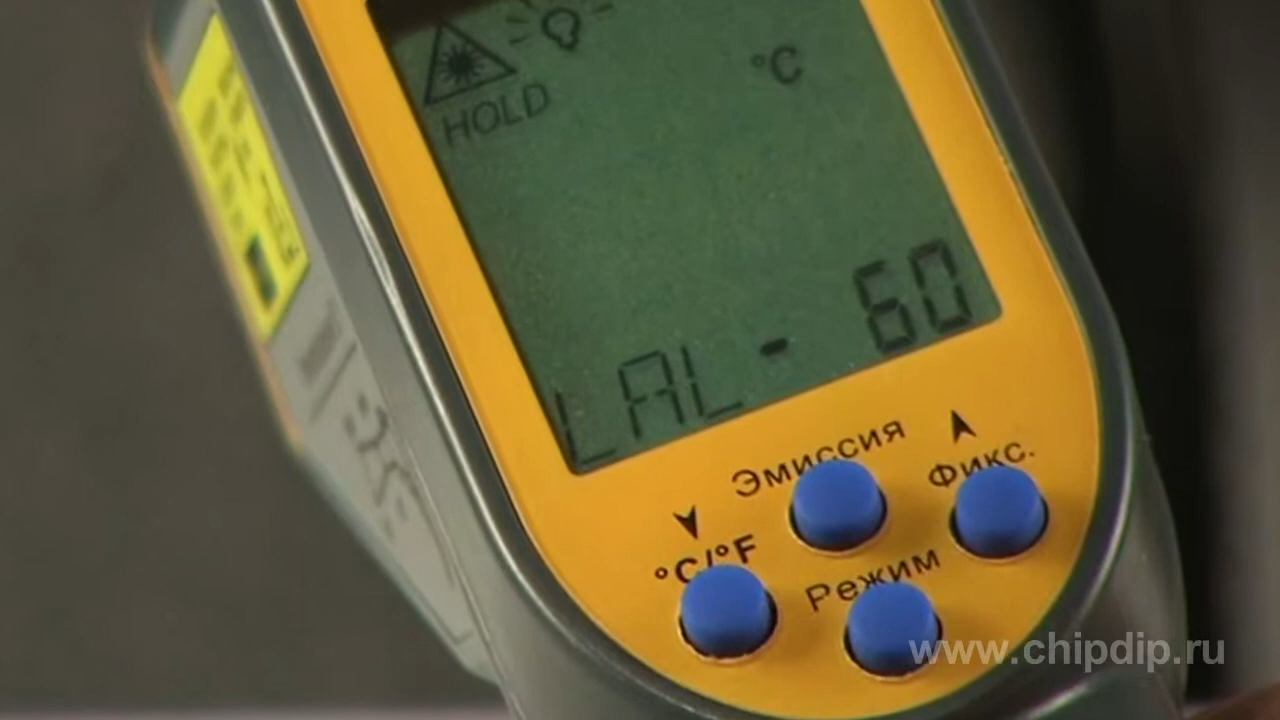 °C
HOLD
LAL - 60
Эмиссия
Фикс.
°C/°F
Режим
www.chipdip.ru